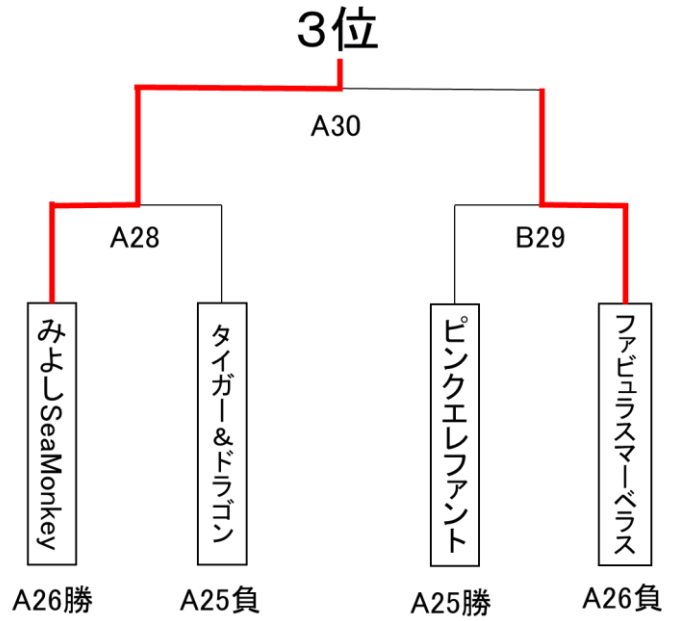 ３位
A30
A28
B29
みよしSeaMonkey
タイガー＆ドラゴン
ピンクエレファント
ファビュラスマーベラス
A26勝
A25負
A25勝
A26負